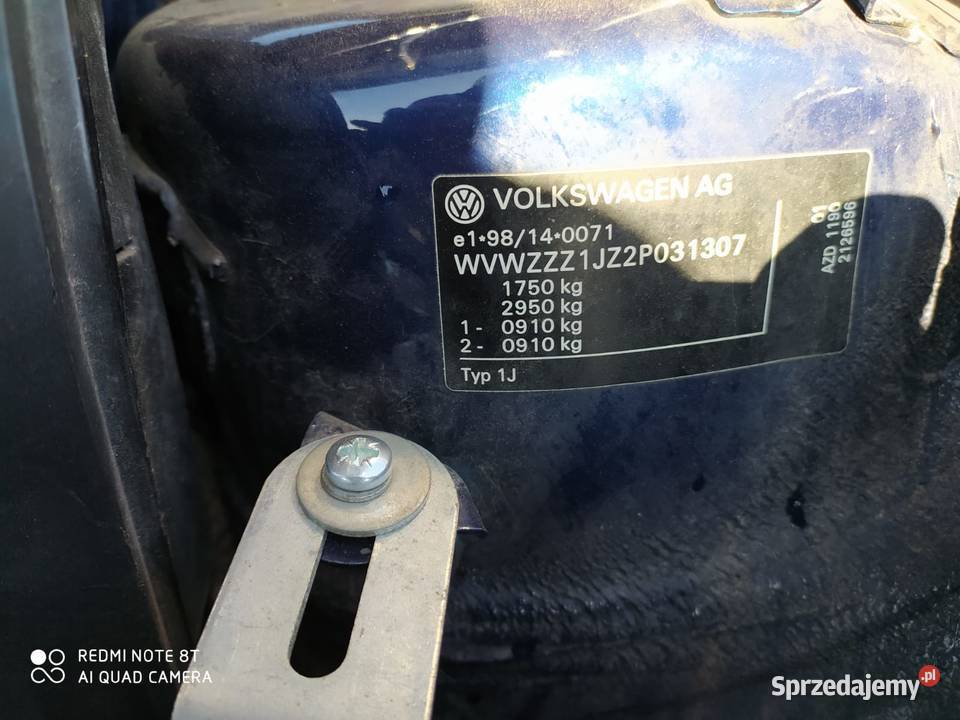 VOLKSWAGEN AG
e1*98/14*0071
WVWZZZ1JZ2P031307
1750 kg
2950 kg
1- 0910 kg
2- 0910 kg
Typ 1J
AZD 1190 01
2126596
REDMI NOTE 8T
AI QUAD CAMERA
Sprzedajemy.pl